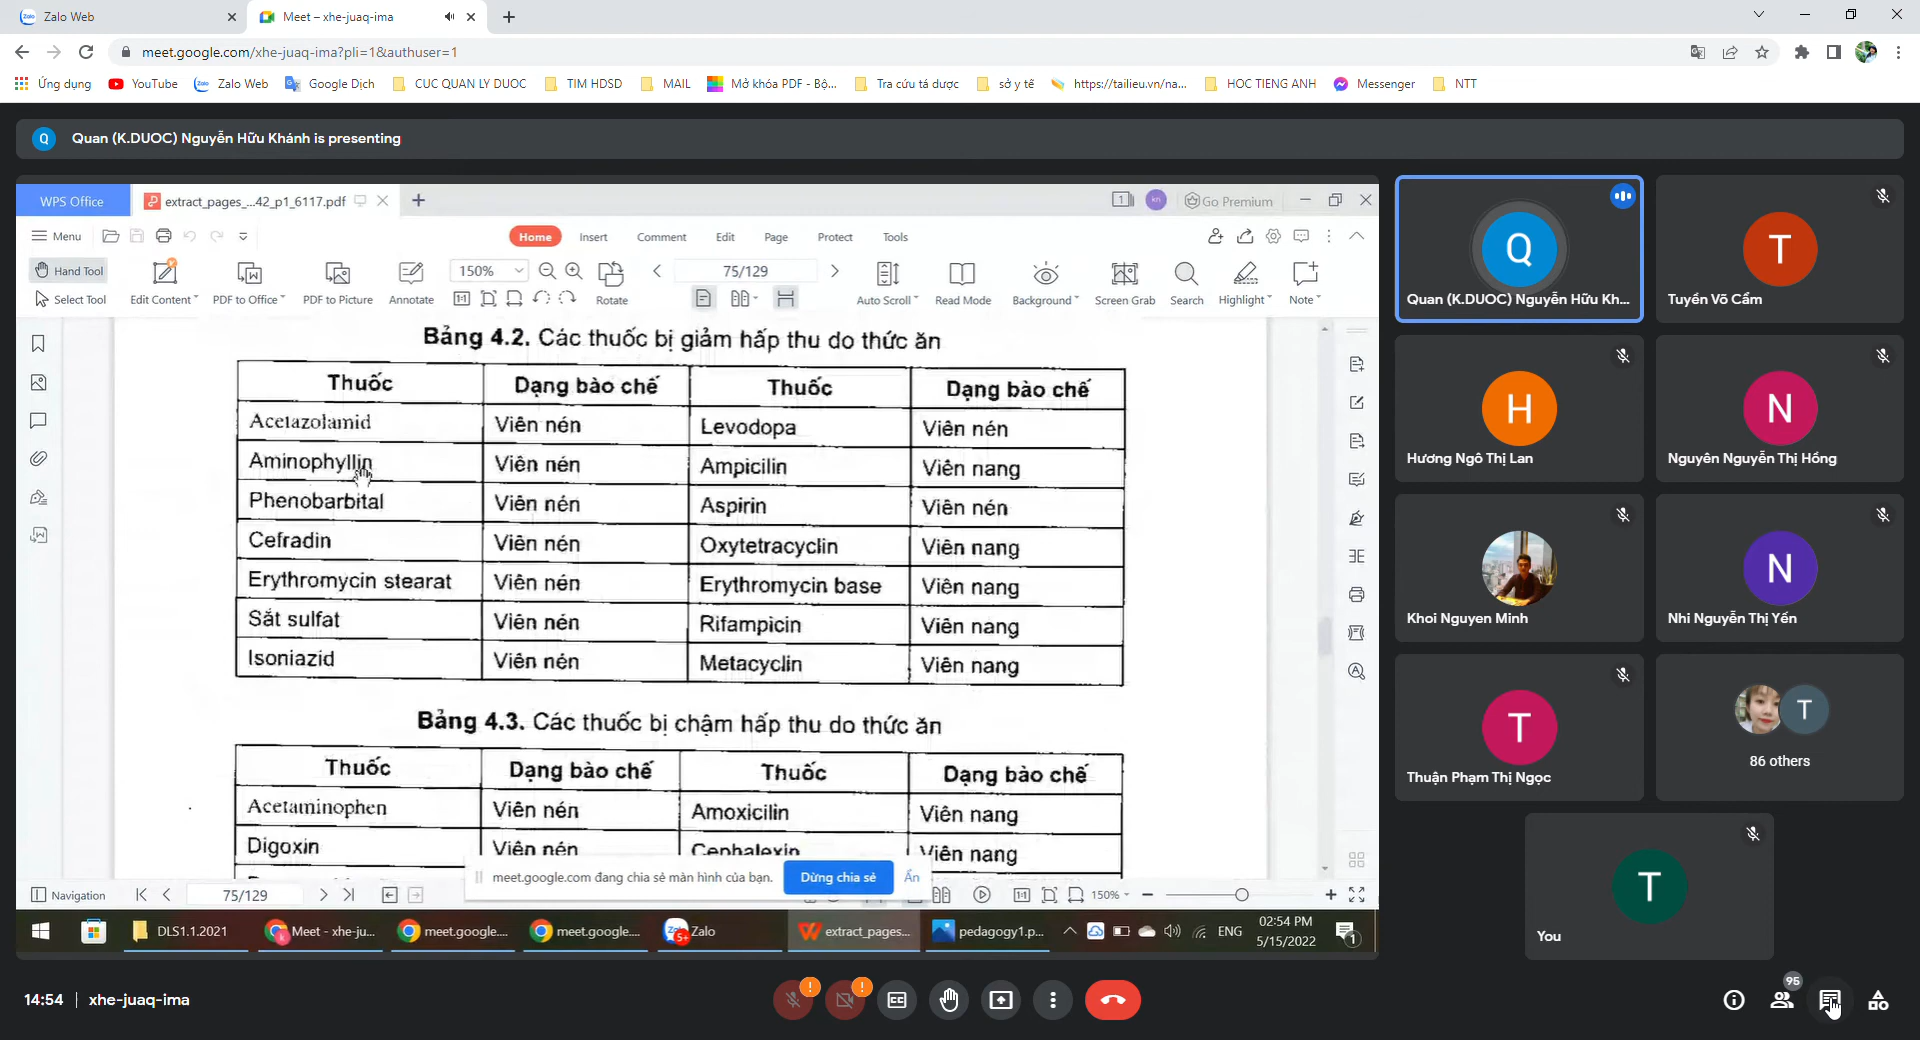 Zalo Web
Meet – xhe-juaq-ima
meet.google.com/xhe-juaq-ima?pli=1&authuser=1
Ứng dụng YouTube Zalo Web Google Dịch CUC QUAN LY DUOC TIM HDSD MAIL Mở khóa PDF - Bộ... Tra cứu tá dược sở y tế https://tailieu.vn/na... HOC TIENG ANH Messenger NTT
Q Quan (K.DUOC) Nguyễn Hữu Khánh is presenting
WPS Office extract_pages_...42_p1_6117.pdf 1 kn Go Premium
Menu Home Insert Comment Edit Page Protect Tools
Hand Tool 150% 75/129
Select Tool Edit Content PDF to Office PDF to Picture Annotate Rotate Auto Scroll Read Mode Background Screen Grab Search Highlight Note
Bảng 4.2. Các thuốc bị giảm hấp thu do thức ăn
Thuốc Dạng bào chế Thuốc Dạng bào chế
Acetazolamid Viên nén Levodopa Viên nén
Aminophyllin Viên nén Ampicilin Viên nang
Phenobarbital Viên nén Aspirin Viên nén
Cefradin Viên nén Oxytetracyclin Viên nang
Erythromycin stearat Viên nén Erythromycin base Viên nang
Sắt sulfat Viên nén Rifampicin Viên nang
Isoniazid Viên nén Metacyclin Viên nang
Bảng 4.3. Các thuốc bị chậm hấp thu do thức ăn
Thuốc Dạng bào chế Thuốc Dạng bào chế
Acetaminophen Viên nén Amoxicilin Viên nang
Digoxin Viên nén Cephalexin Viên nang
meet.google.com đang chia sẻ màn hình của bạn. Dừng chia sẻ Ẩn
Navigation 75/129 150%
DLS1.1.2021 Meet - xhe-ju... meet.google.... meet.google.... 5+ Zalo extract_pages... pedagogy1.p... ENG 02:54 PM 1
5/15/2022
Q
Quan (K.DUOC) Nguyễn Hữu Kh...
T
Tuyền Võ Cẩm
H
Hương Ngô Thị Lan
N
Nguyên Nguyễn Thị Hồng
Khoi Nguyen Minh
N
Nhi Nguyễn Thị Yến
T
Thuận Phạm Thị Ngọc
T
86 others
T
You
14:54 | xhe-juaq-ima
95